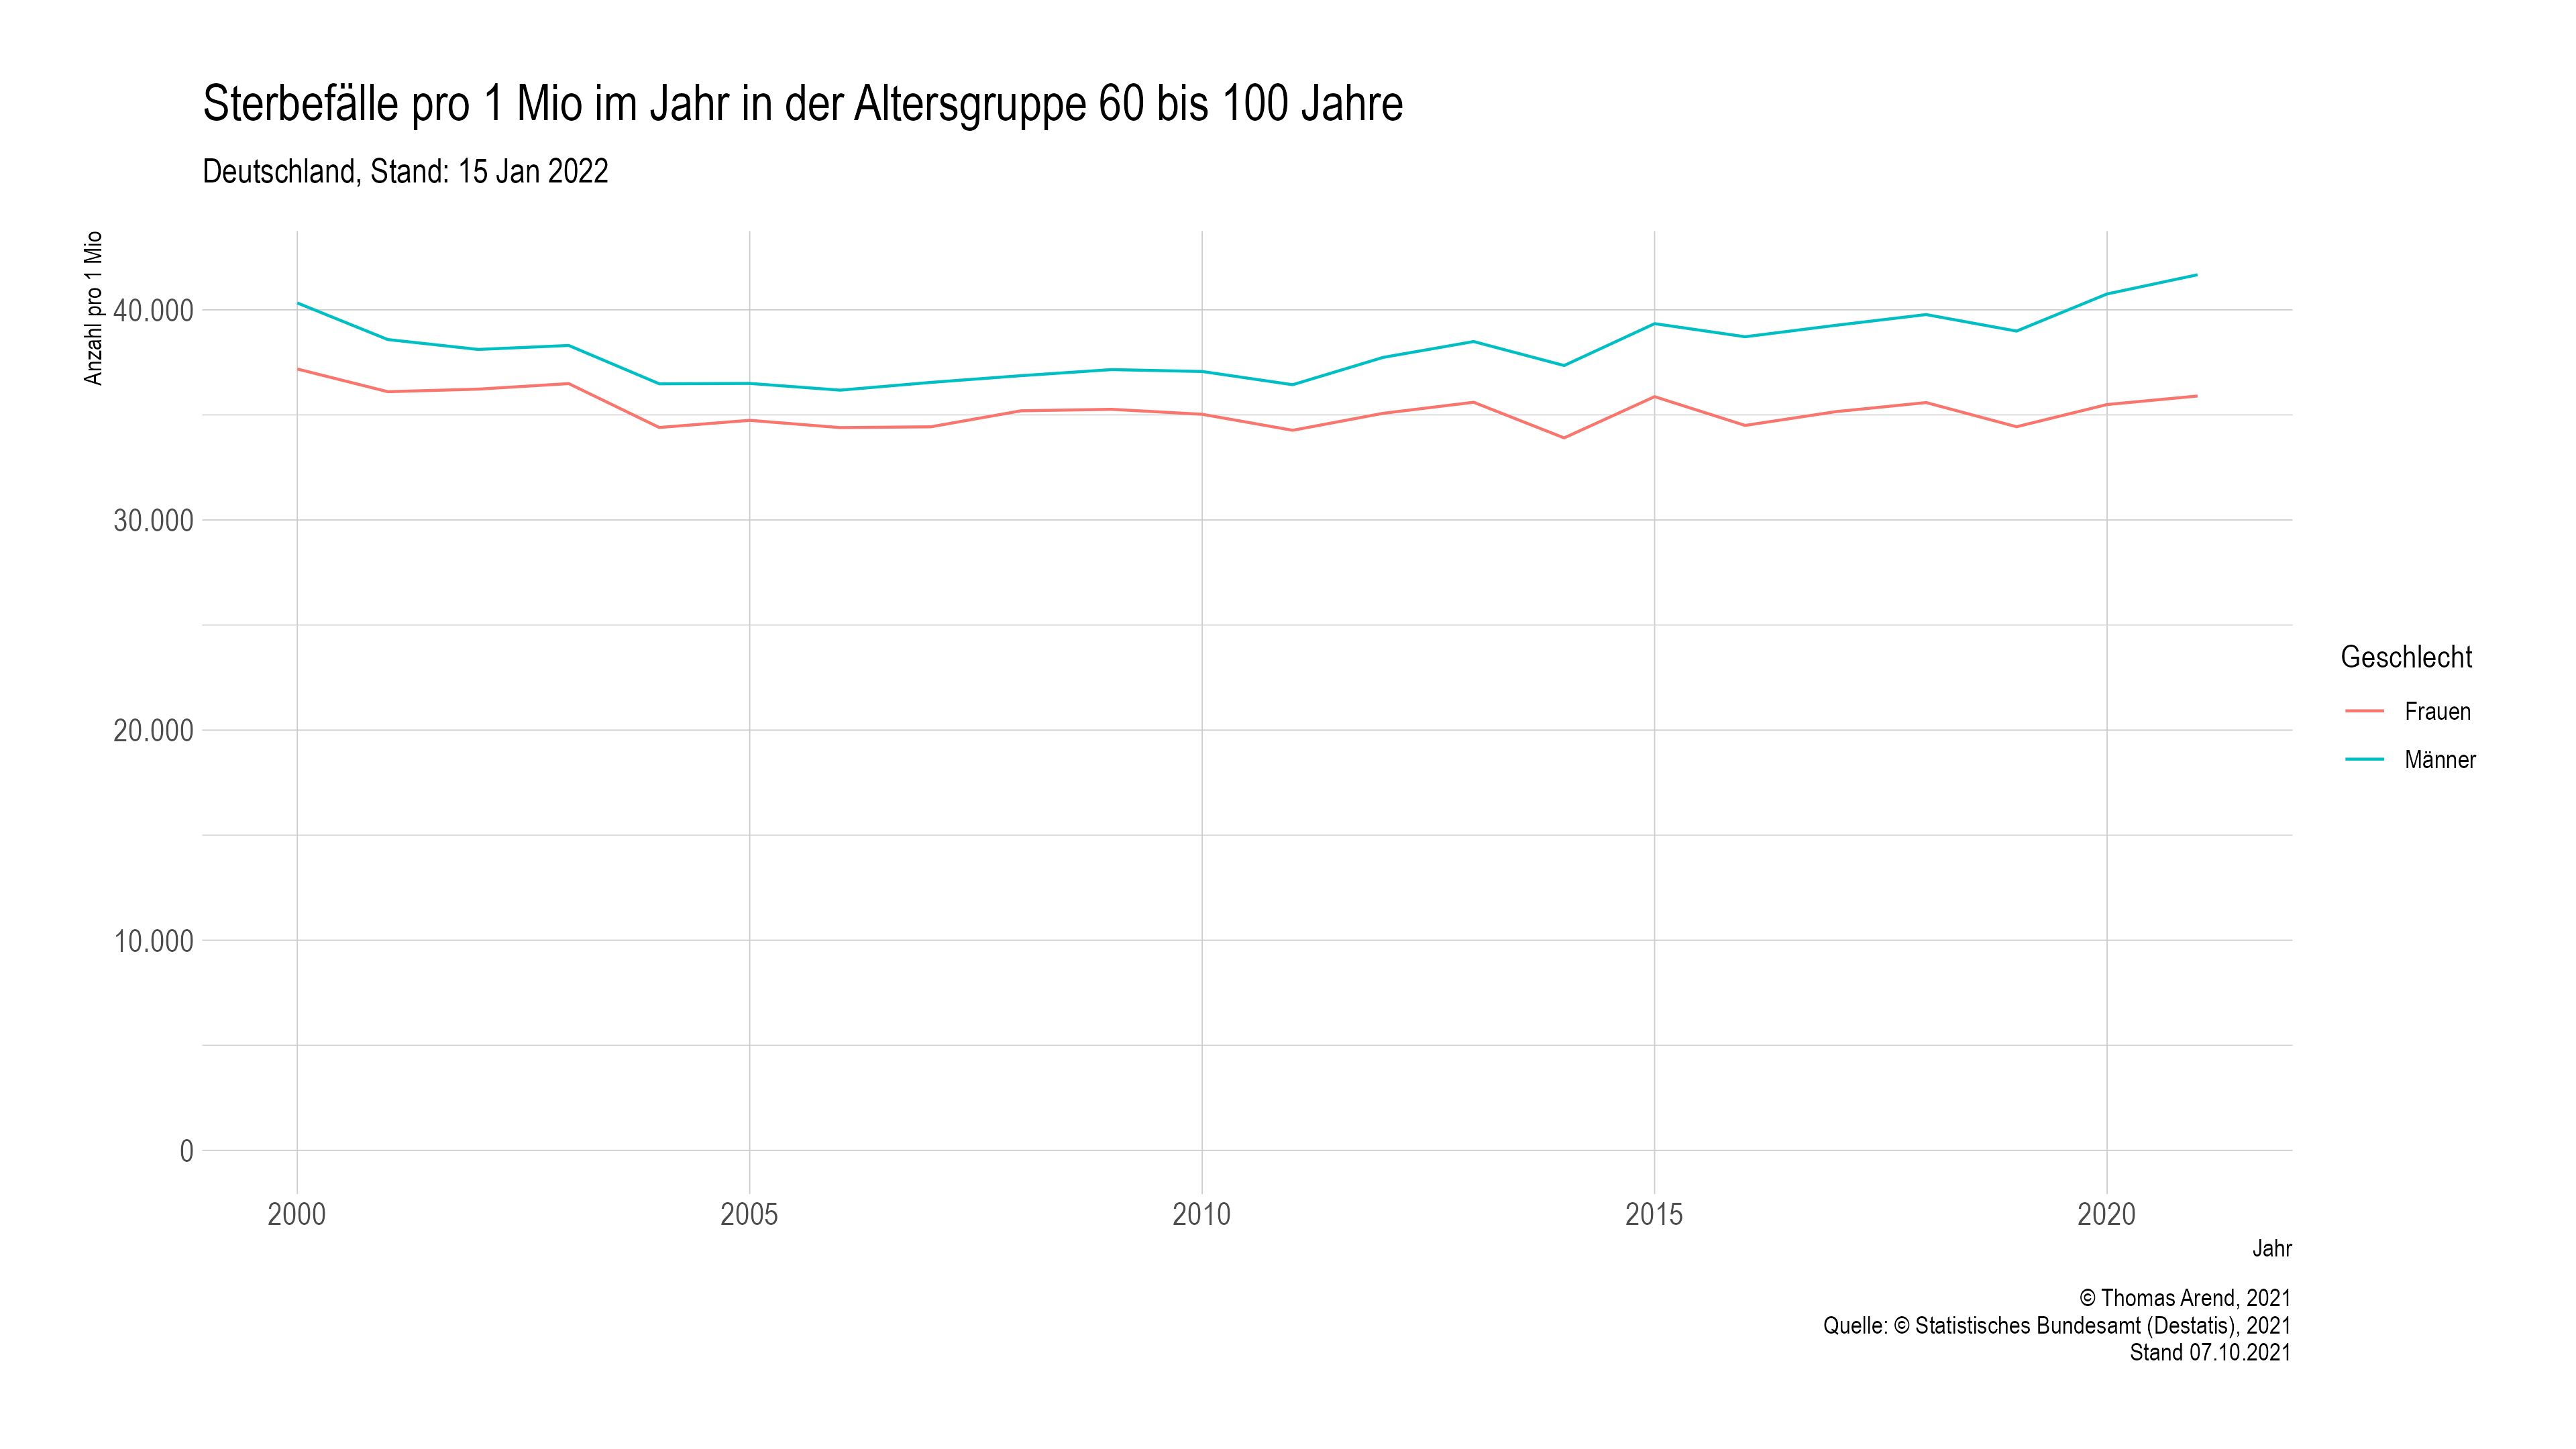 Sterbefälle pro 1 Mio im Jahr in der Altersgruppe 60 bis 100 Jahre
Deutschland, Stand: 15 Jan 2022
Anzahl pro 1 Mio
40.000
30.000
20.000
10.000
0
2000
2005
2010
2015
2020
Jahr
Geschlecht
Frauen
Männer
© Thomas Arend, 2021
Quelle: © Statistisches Bundesamt (Destatis), 2021
Stand 07.10.2021